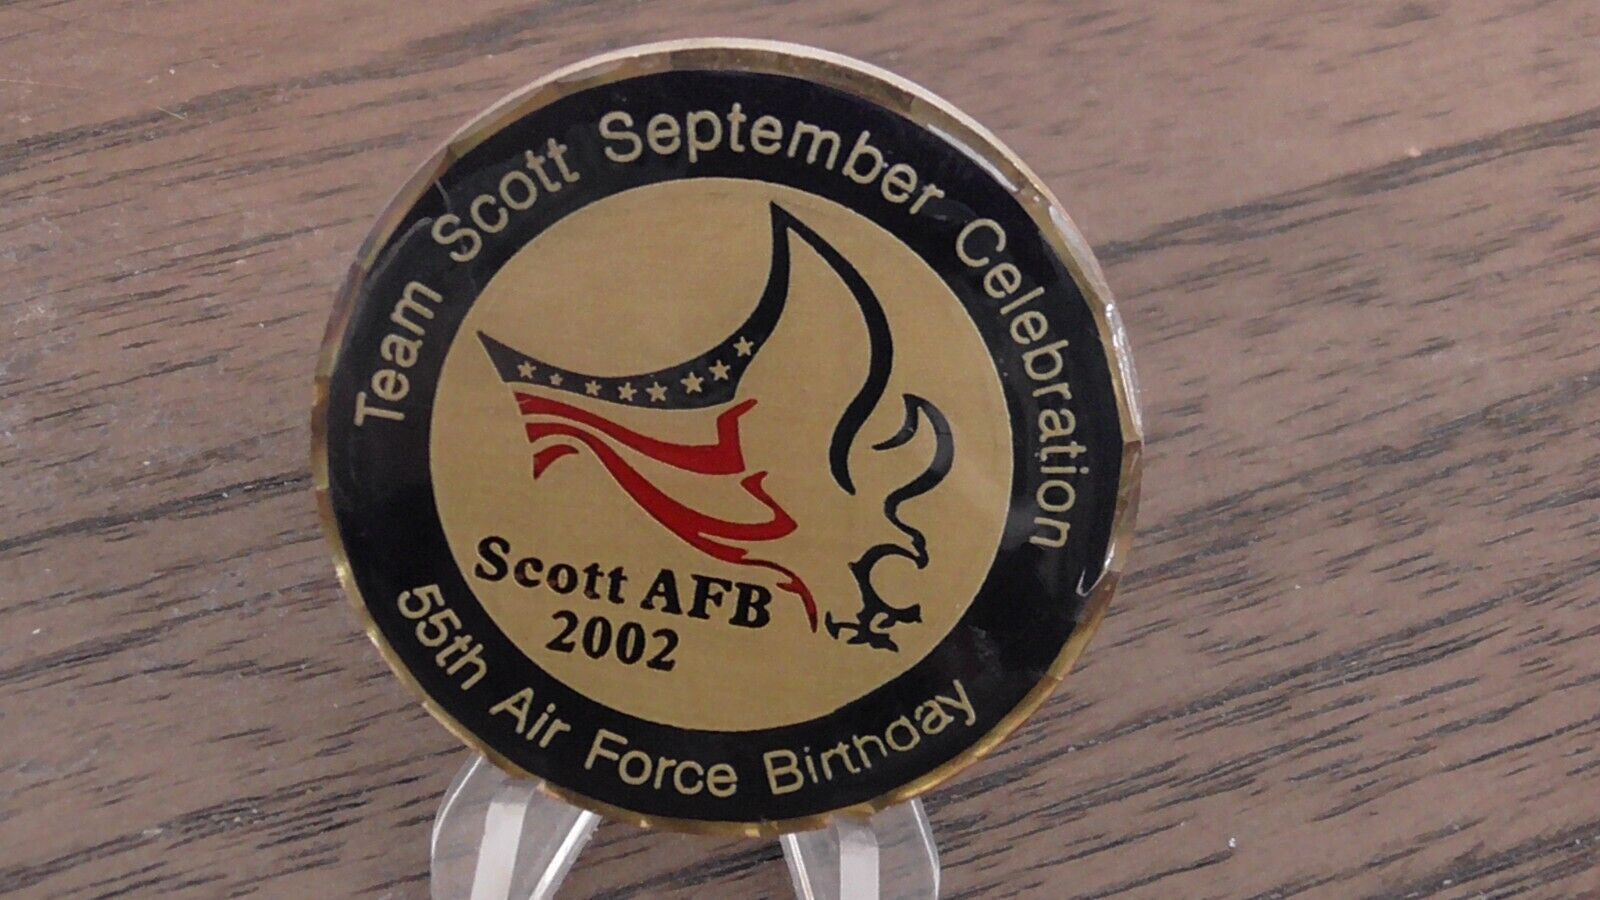 Team Scott September Celebration
Scott AFB
2002
55th Air Force Birthday